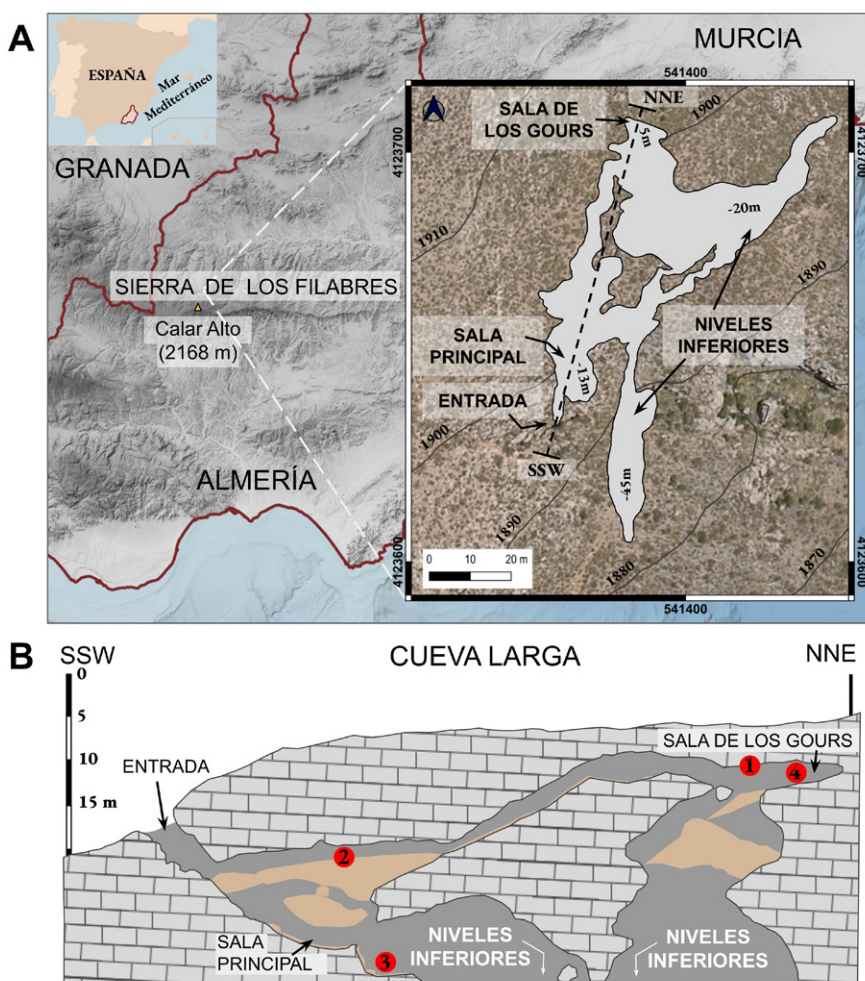 A
ESPAÑA
Mar
Mediterráneo
MURCIA
GRANADA
SIERRA DE LOS FILABRES
Calar Alto
(2168 m)
ALMERÍA
541400
4123700
4123700
SALA DE
LOS GOURS
NNE
1900
5m
-20m
1910
1890
SALA
PRINCIPAL
NIVELES
INFERIORES
-13m
ENTRADA
1900
SSW
-45m
1890
1880
1870
0 10 20 m
4123600
4123600
541400
B
SSW
CUEVA LARGA
NNE
0
5
10
15 m
ENTRADA
SALA DE LOS GOURS
1
4
2
SALA
PRINCIPAL
3
NIVELES
INFERIORES
NIVELES
INFERIORES